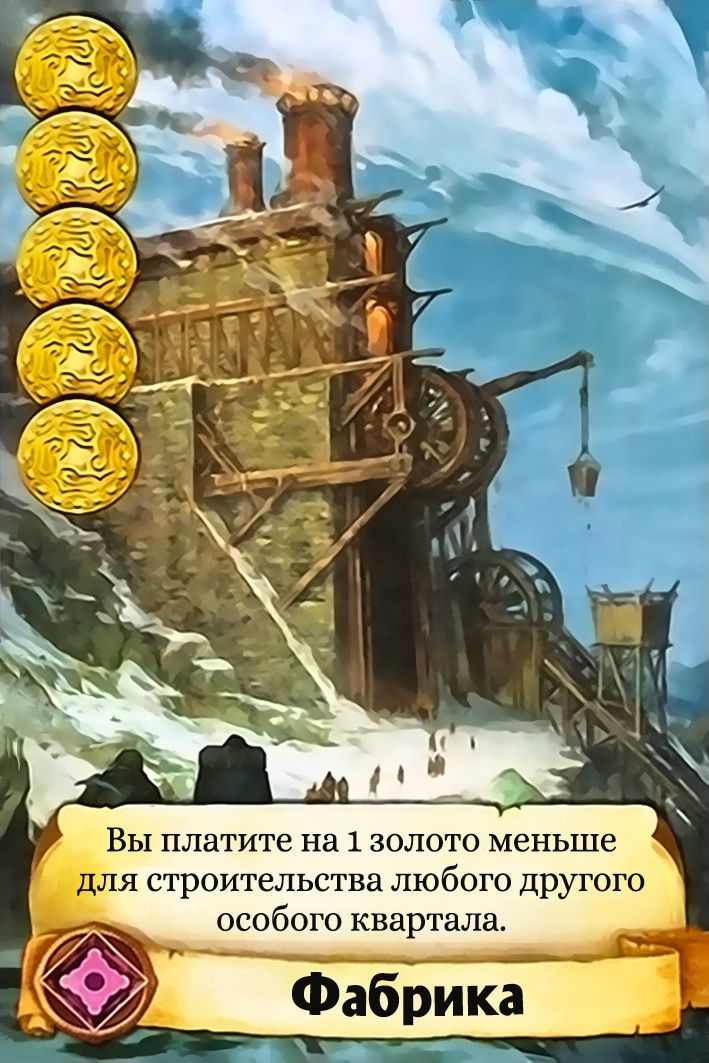 Вы платите на 1 золото меньше
для строительства любого другого
особого квартала.
Фабрика